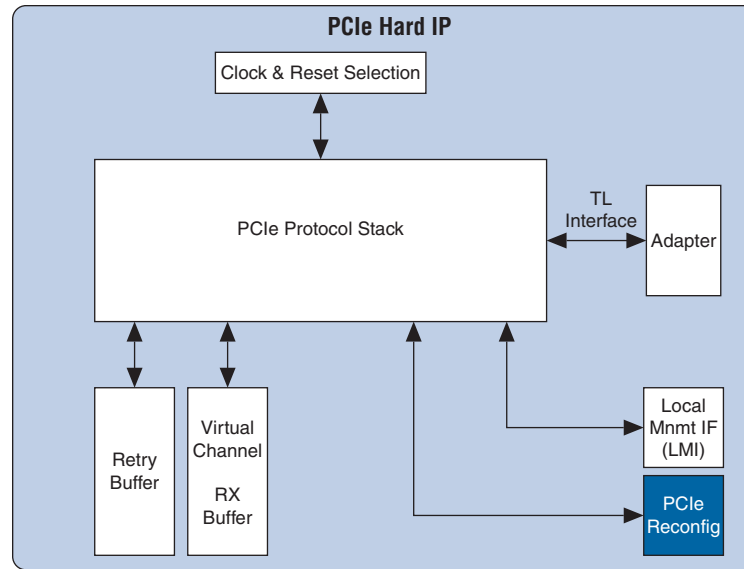 PCIe Hard IP
Clock & Reset Selection
PCIe Protocol Stack
TL
Interface
Adapter
Retry
Buffer
Virtual
Channel
RX
Buffer
Local
Mnmt IF
(LMI)
PCIe
Reconfig